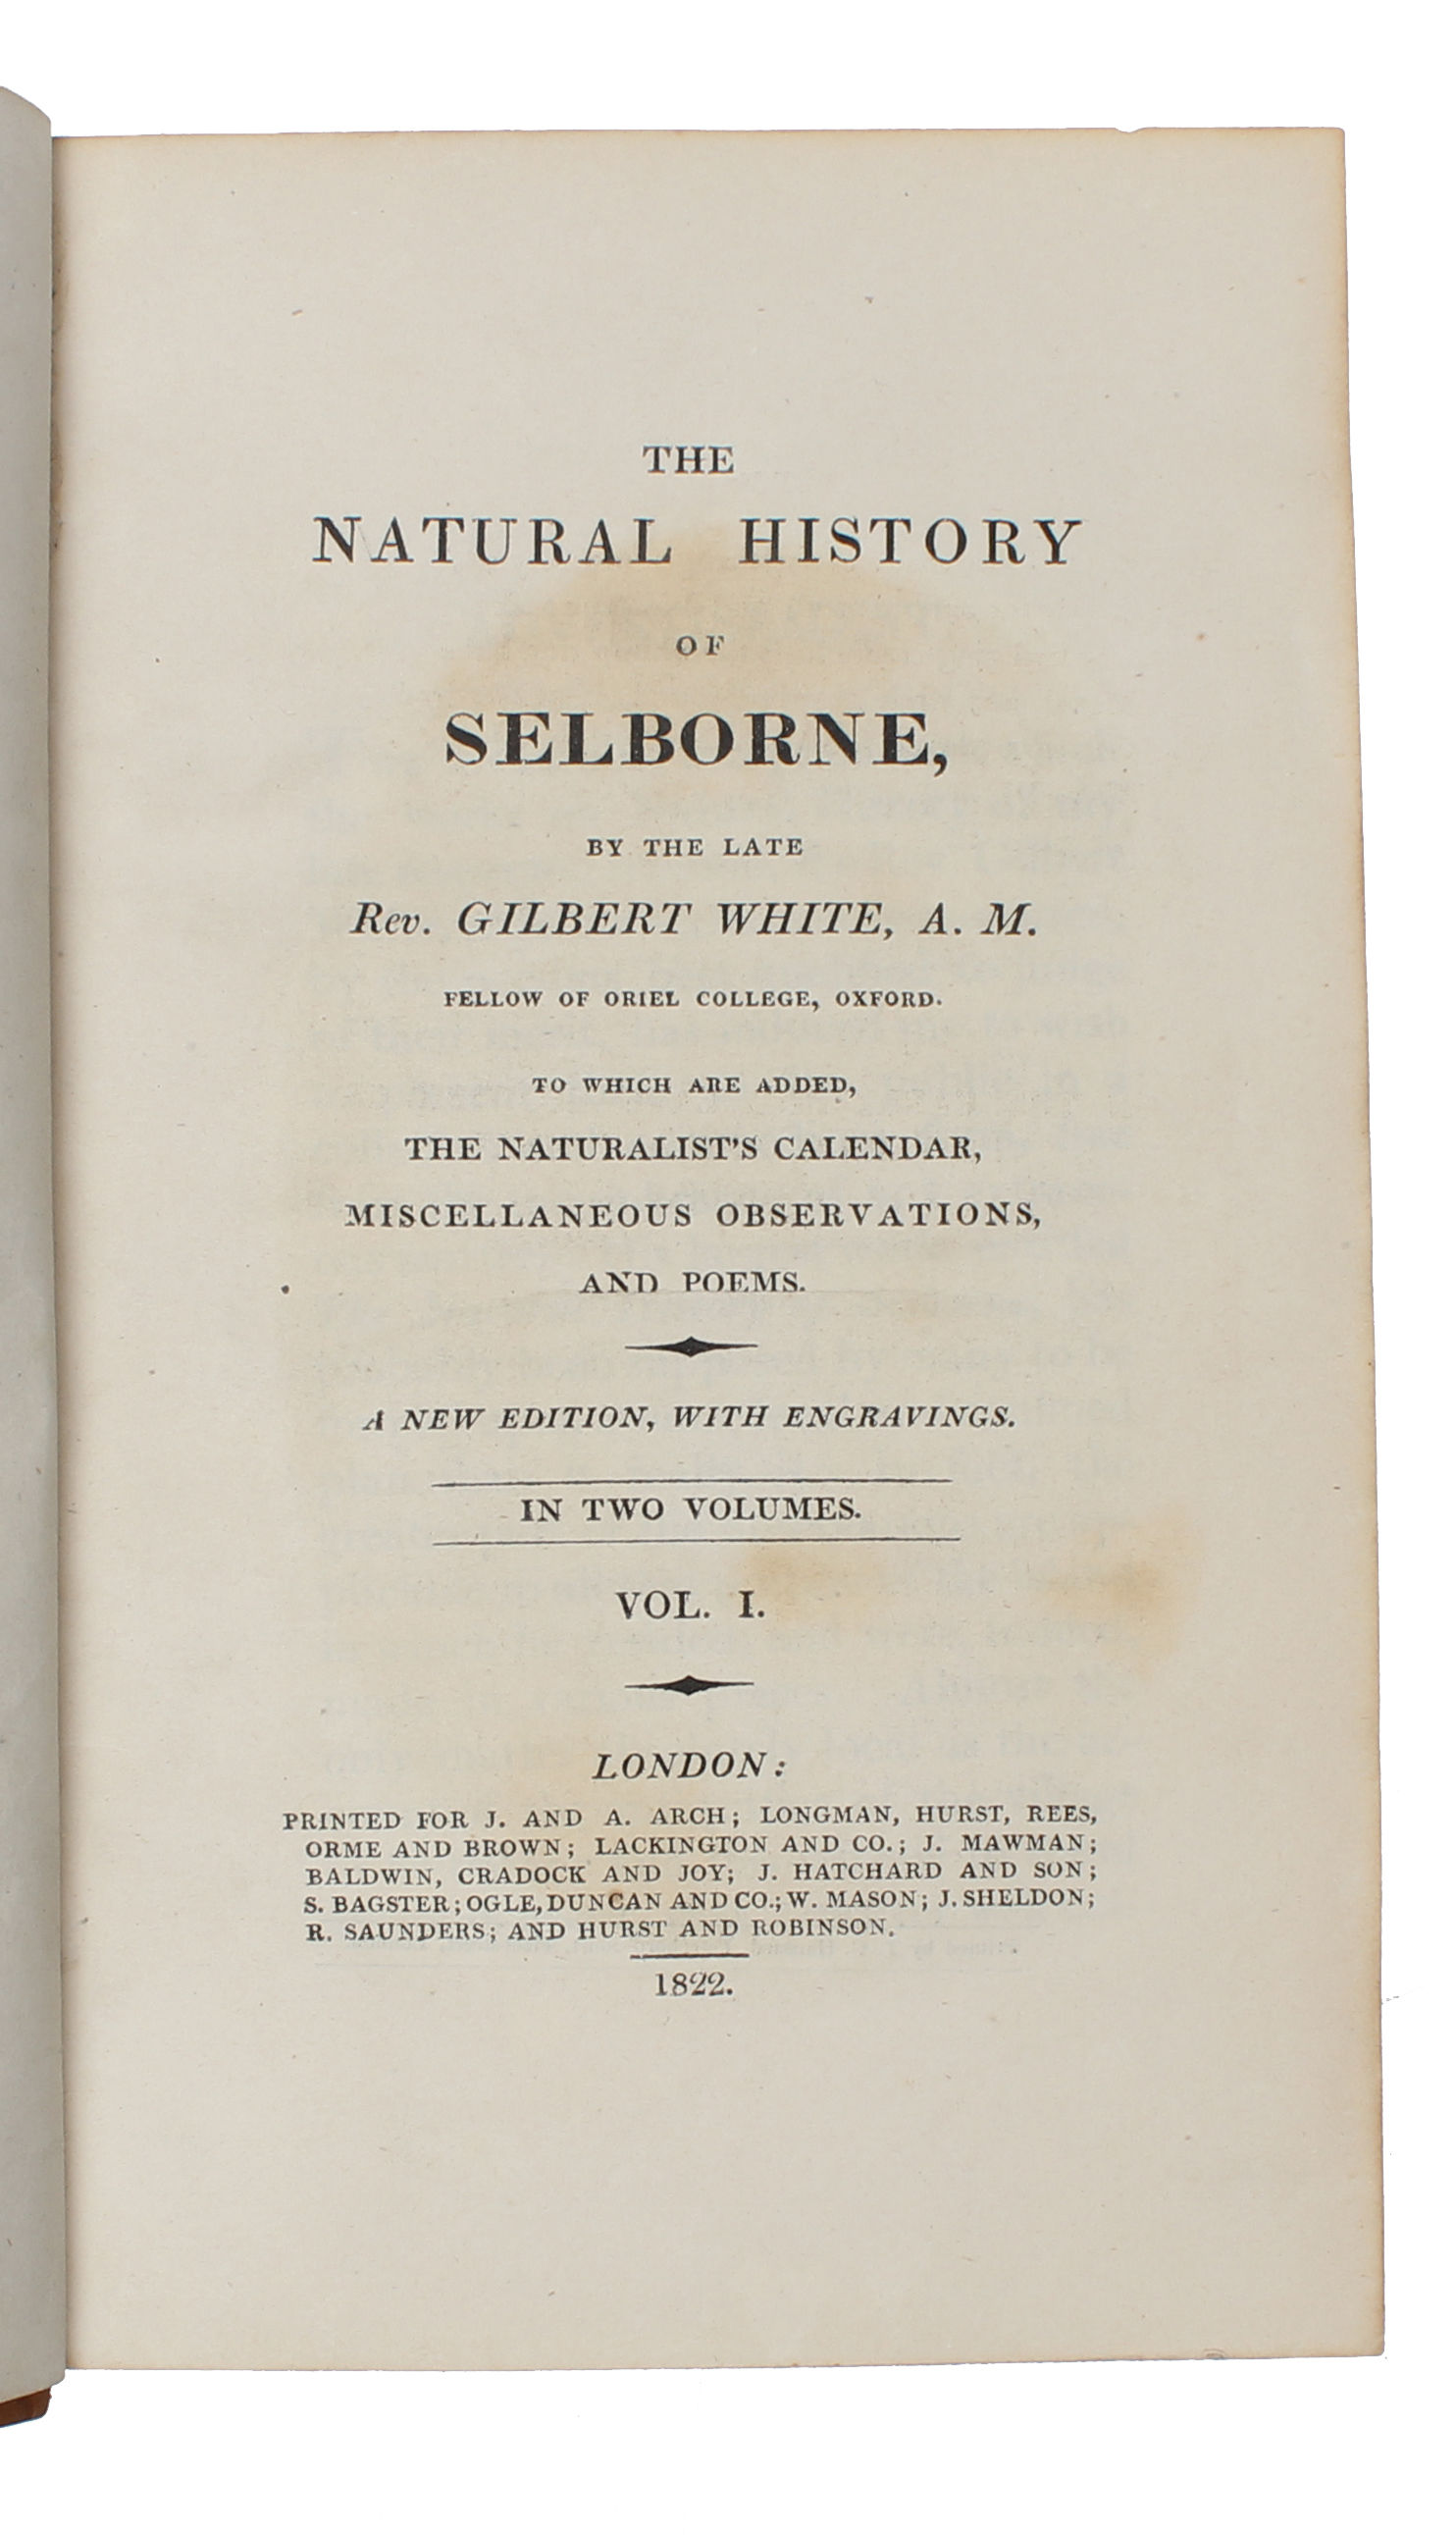 THE
NATURAL HISTORY
OF
SELBORNE,
BY THE LATE
Rev. GILBERT WHITE, A. M.
FELLOW OF ORIEL COLLEGE, OXFORD.
TO WHICH ARE ADDED,
THE NATURALIST'S CALENDAR,
MISCELLANEOUS OBSERVATIONS,
AND POEMS.
A NEW EDITION, WITH ENGRAVINGS.
IN TWO VOLUMES.
VOL. I.
LONDON:
PRINTED FOR J. AND A. ARCH; LONGMAN, HURST, REES,
ORME AND BROWN; LACKINGTON AND CO.; J. MAWMAN;
BALDWIN, CRADOCK AND JOY; J. HATCHARD AND SON;
S. BAGSTER; OGLE, DUNCAN AND CO.; W. MASON; J. SHELDON;
R. SAUNDERS; AND HURST AND ROBINSON.
1822.